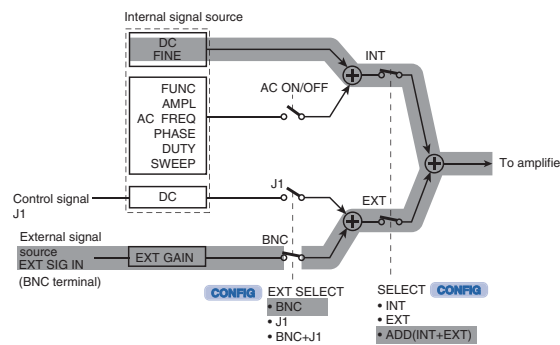 Internal signal source
DC
FINE
INT
FUNC
AMPL
AC FREQ
PHASE
DUTY
SWEEP
AC ON/OFF
To amplifie
Control signal
J1
DC
J1
EXT
External signal
source
EXT SIG IN
(BNC terminal)
EXT GAIN
BNC
CONFIG EXT SELECT
• BNC
• J1
• BNC+J1
SELECT CONFIG
• INT
• EXT
• ADD(INT+EXT)